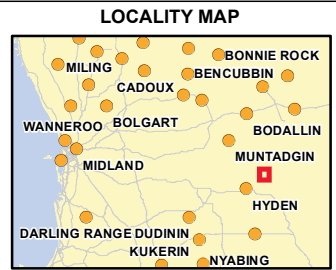 LOCALITY MAP
BONNIE ROCK
MILING
BENCUBBIN
CADOUX
WANNEROO
BOLGART
BODALLIN
MUNTADGIN
MIDLAND
HYDEN
DARLING RANGE
DUDININ
KUKERIN
NYABING